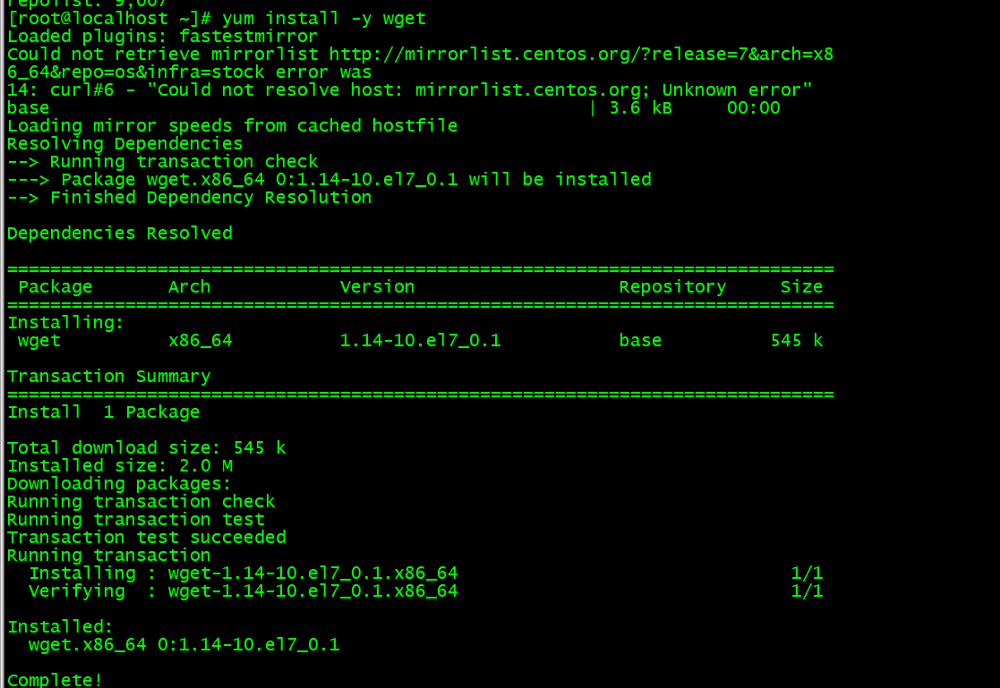 repolist: 9,007
[root@localhost ~]# yum install -y wget
Loaded plugins: fastestmirror
Could not retrieve mirrorlist http://mirrorlist.centos.org/?release=7&arch=x8
6_64&repo=os&infra=stock error was
14: curl#6 - "Could not resolve host: mirrorlist.centos.org; Unknown error"
base | 3.6 kB 00:00
Loading mirror speeds from cached hostfile
Resolving Dependencies
--> Running transaction check
---> Package wget.x86_64 0:1.14-10.el7_0.1 will be installed
--> Finished Dependency Resolution
Dependencies Resolved
=============================================================================
Package Arch Version Repository Size
=============================================================================
Installing:
wget x86_64 1.14-10.el7_0.1 base 545 k
Transaction Summary
=============================================================================
Install 1 Package
Total download size: 545 k
Installed size: 2.0 M
Downloading packages:
Running transaction check
Running transaction test
Transaction test succeeded
Running transaction
Installing : wget-1.14-10.el7_0.1.x86_64 1/1
Verifying : wget-1.14-10.el7_0.1.x86_64 1/1
Installed:
wget.x86_64 0:1.14-10.el7_0.1
Complete!